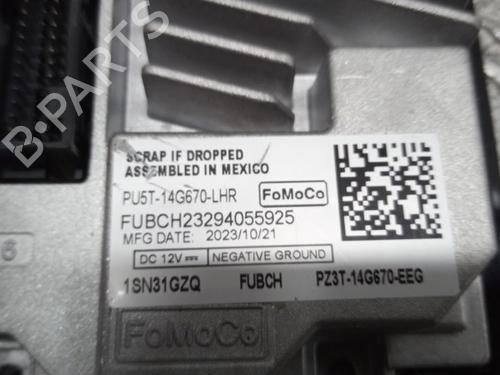 SCRAP IF DROPPED
ASSEMBLED IN MEXICO
PU5T-14G670-LHR FoMoCo
FUBCH23294055925
MFG DATE: 2023/10/21
DC 12V⎓ NEGATIVE GROUND
1SN31GZQ FUBCH PZ3T-14G670-EEG
6
FoMoCo
B-PARTS